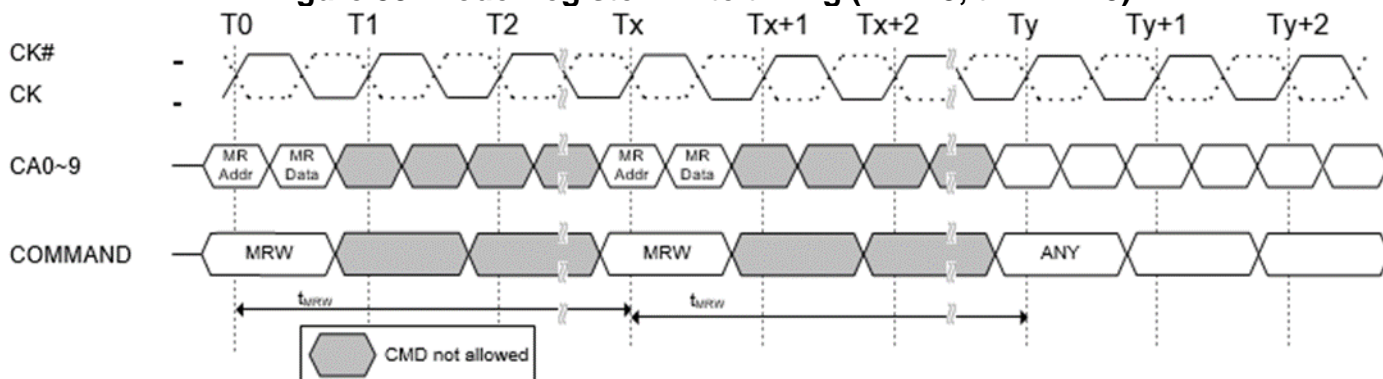 T0 T1 T2 Tx Tx+1 Tx+2 Ty Ty+1 Ty+2
CK#
CK
CA0~9 MR Addr MR Data MR Addr MR Data
COMMAND MRW MRW ANY
tMRW tMRW
CMD not allowed